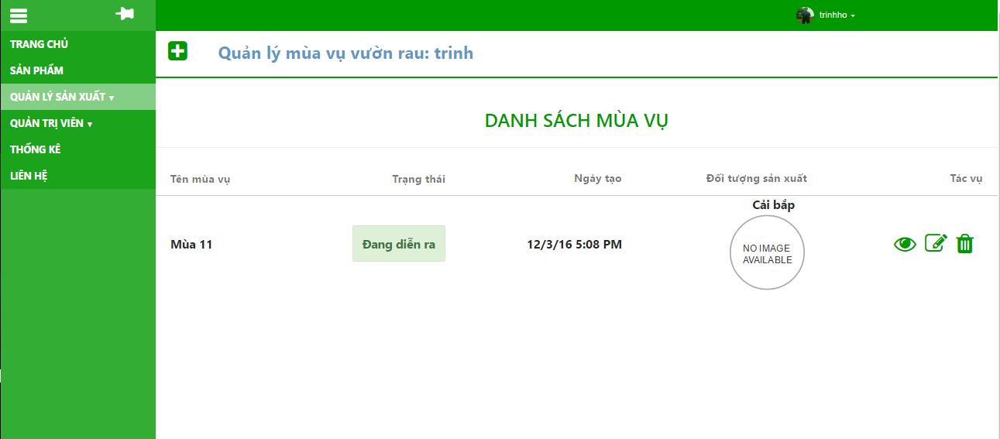 trinhho
TRANG CHỦ
SẢN PHẨM
QUẢN LÝ SẢN XUẤT ▾
QUẢN TRỊ VIÊN ▾
THỐNG KÊ
LIÊN HỆ
Quản lý mùa vụ vườn rau: trinh
DANH SÁCH MÙA VỤ
Tên mùa vụ Trạng thái Ngày tạo Đối tượng sản xuất Tác vụ
Cải bắp
Mùa 11 Đang diễn ra 12/3/16 5:08 PM
NO IMAGE
AVAILABLE